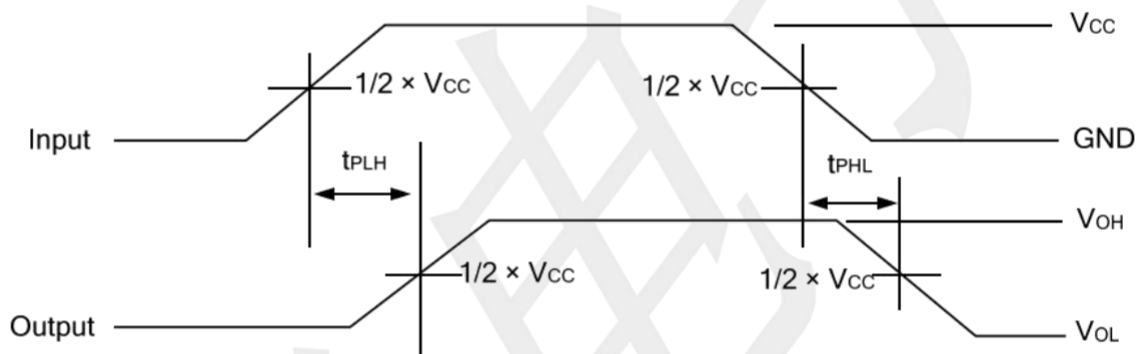 VCC
1/2 × VCC
1/2 × VCC
Input
GND
tPLH
tPHL
VOH
1/2 × VCC
1/2 × VCC
Output
VOL